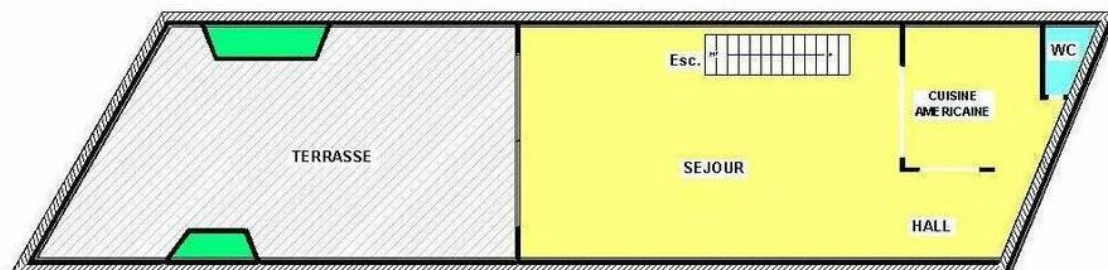 WC
Esc.
CUISINE
AMERICAINE
TERRASSE
SEJOUR
HALL